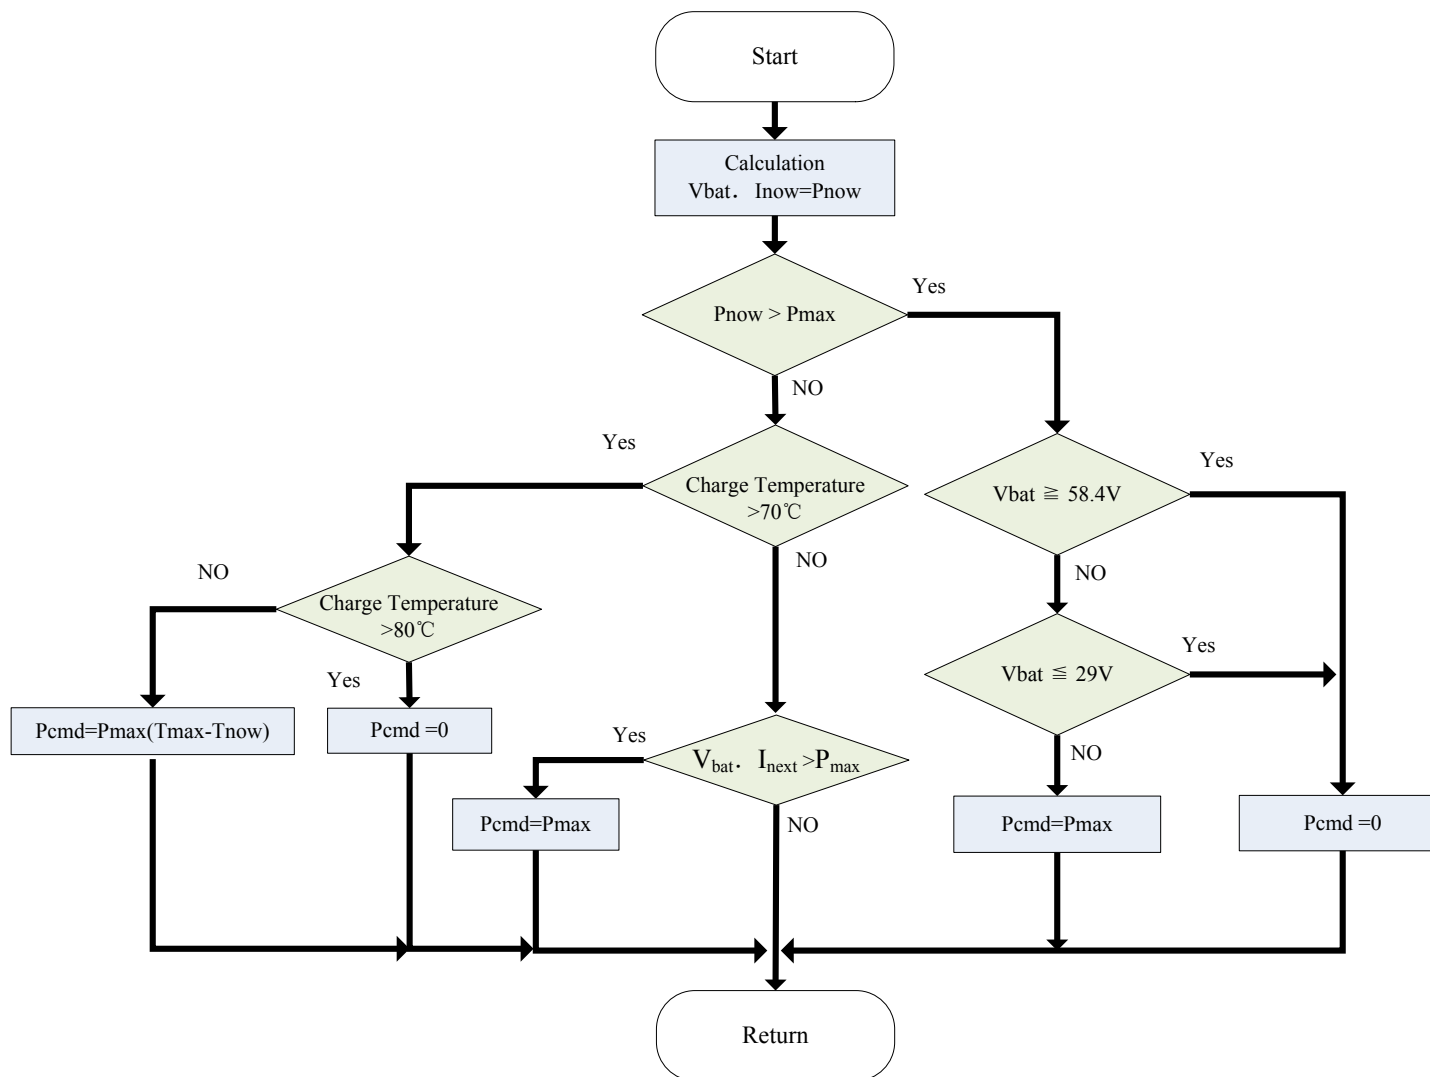 Start
Calculation
Vbat．Inow=Pnow
Yes
Pnow > Pmax
NO
Yes
Charge Temperature
>70℃
Yes
Vbat ≧ 58.4V
NO
NO
NO
Charge Temperature
>80℃
Yes
Vbat ≦ 29V
Yes
Pcmd=Pmax(Tmax-Tnow)
Pcmd =0
Yes
Vbat．Inext >Pmax
NO
Pcmd=Pmax
NO
Pcmd=Pmax
Pcmd =0
Return